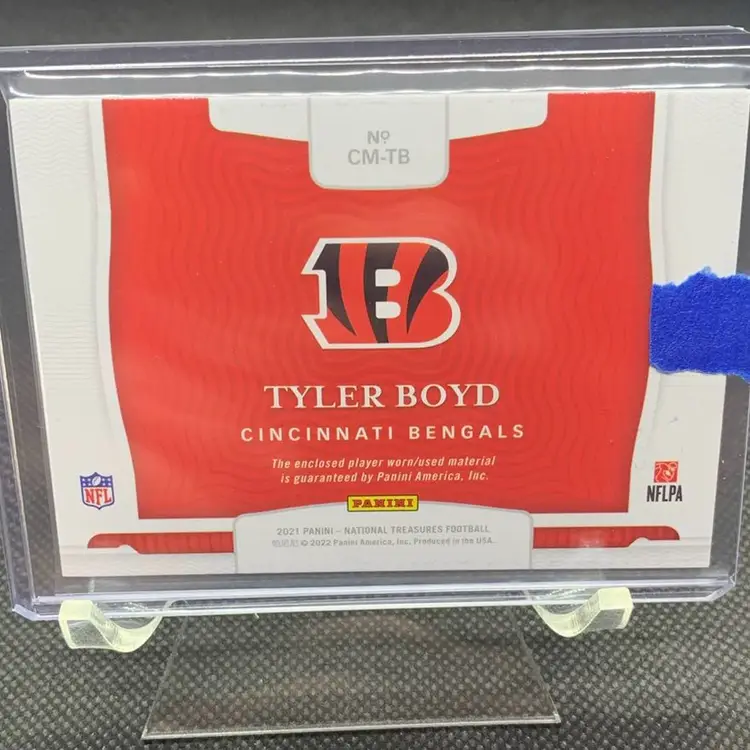 Nº
CM-TB
B
TYLER BOYD
CINCINNATI BENGALS
The enclosed player worn/used material
is guaranteed by Panini America, Inc.
PANINI
NFL
NFLPA
2021 PANINI – NATIONAL TREASURES FOOTBALL
© 2022 Panini America, Inc. Produced in the USA.